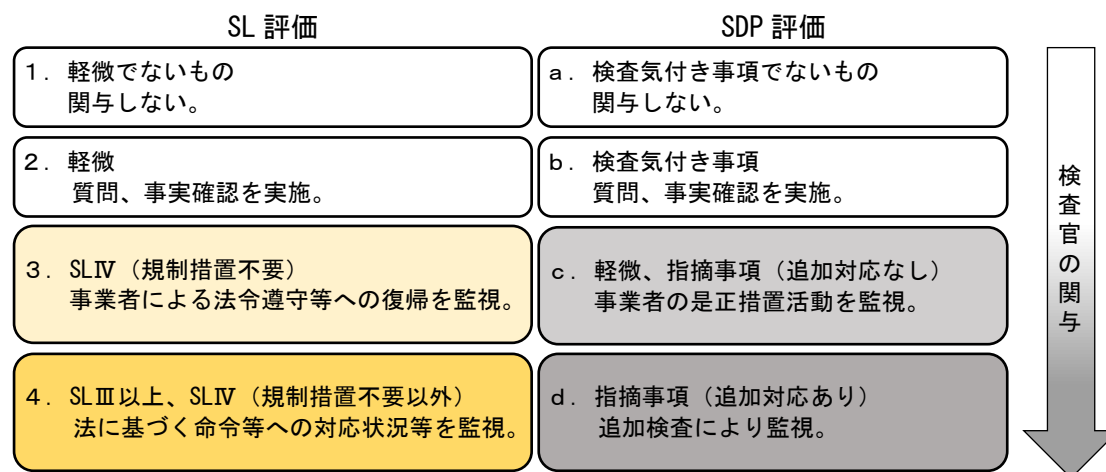 SL 評価
1. 軽微でないもの
関与しない。
2. 軽微
質問、事実確認を実施。
3. SLⅣ（規制措置不要）
事業者による法令遵守等への復帰を監視。
4. SLⅢ以上、SLⅣ（規制措置不要以外）
法に基づく命令等への対応状況等を監視。
SDP 評価
a. 検査気付き事項でないもの
関与しない。
b. 検査気付き事項
質問、事実確認を実施。
c. 軽微、指摘事項（追加対応なし）
事業者の是正措置活動を監視。
d. 指摘事項（追加対応あり）
追加検査により監視。
検査官の関与